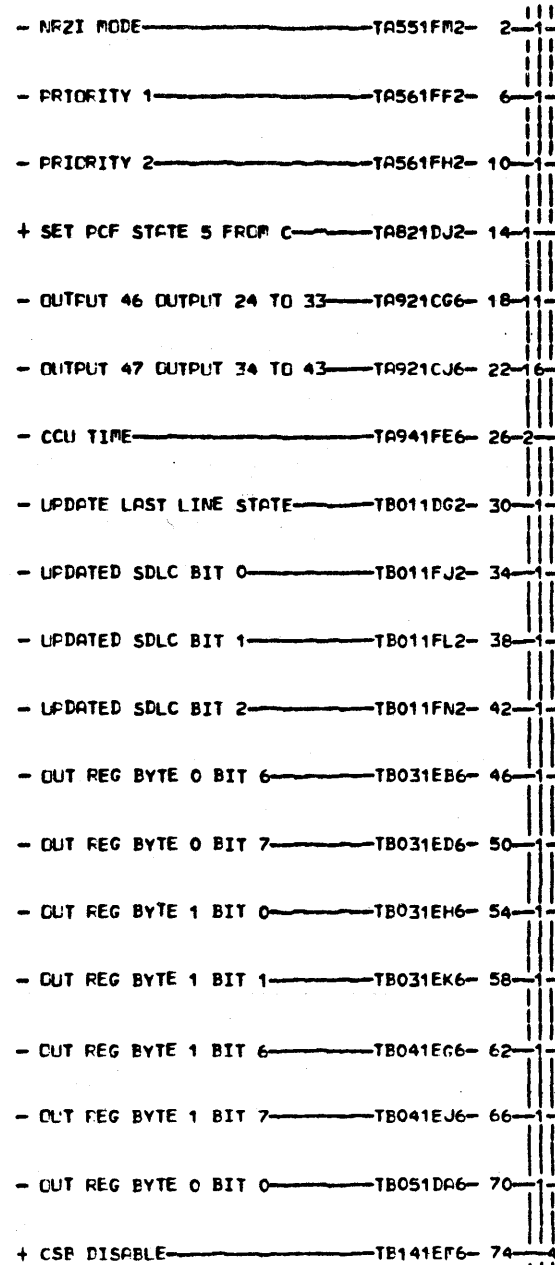 - NRZI MODE TA551FM2- 2 1
- PRIORITY 1 TA561FF2- 6 1
- PRIORITY 2 TA561FH2- 10 1
+ SET PCF STATE 5 FROM C TA821DJ2- 14 1
- OUTPUT 46 OUTPUT 24 TO 33 TA921CG6- 18 11
- OUTPUT 47 OUTPUT 34 TO 43 TA921CJ6- 22 16
- CCU TIME TA941FE6- 26 2
- UPDATE LAST LINE STATE TB011DG2- 30 1
- UPDATED SDLC BIT 0 TB011FJ2- 34 1
- UPDATED SDLC BIT 1 TB011FL2- 38 1
- UPDATED SDLC BIT 2 TB011FN2- 42 1
- OUT REG BYTE 0 BIT 6 TB031EB6- 46 1
- OUT REG BYTE 0 BIT 7 TB031ED6- 50 1
- OUT REG BYTE 1 BIT 0 TB031EH6- 54 1
- OUT REG BYTE 1 BIT 1 TB031EK6- 58 1
- OUT REG BYTE 1 BIT 6 TB041EG6- 62 1
- OUT REG BYTE 1 BIT 7 TB041EJ6- 66 1
- OUT REG BYTE 0 BIT 0 TB051DA6- 70 1
+ CSB DISABLE 74 4